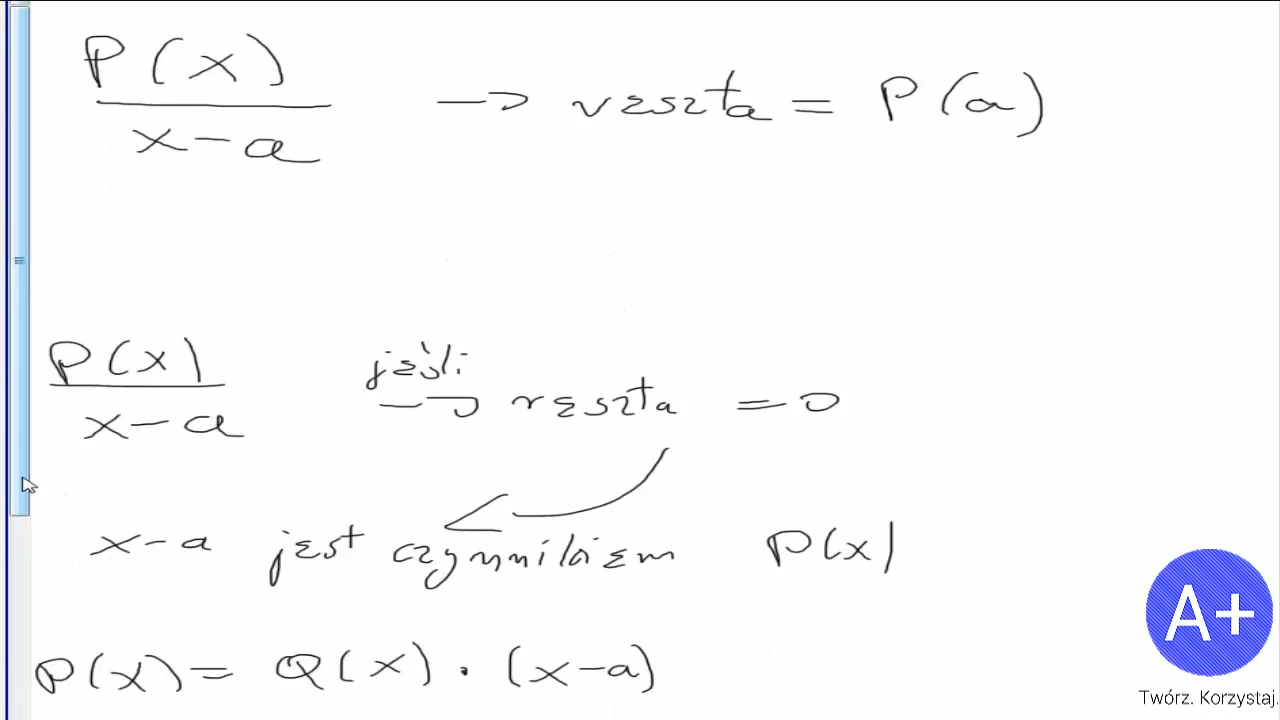 P(x)
x-a → reszta = P(a)
P(x)
x-a jeśli → reszta = 0
x-a jest czynnikiem P(x)
P(x) = Q(x) · (x-a)
A+
Twórz. Korzystaj.